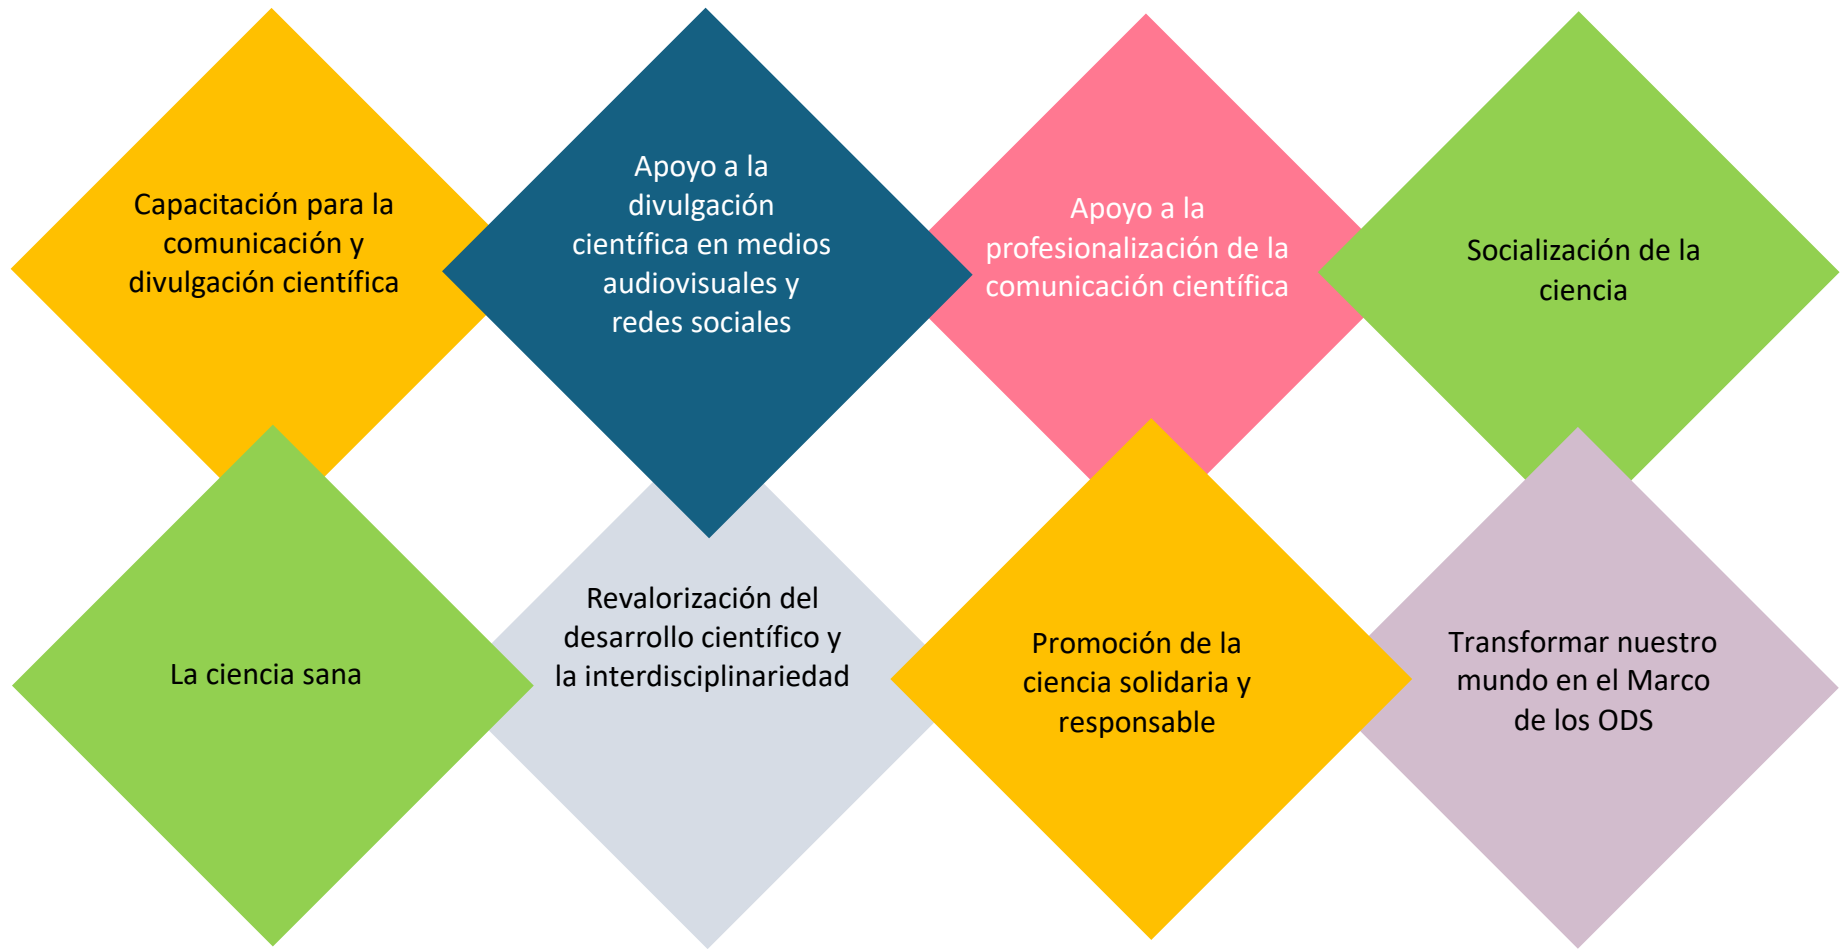 Capacitación para la
comunicación y
divulgación científica
Apoyo a la
divulgación
científica en medios
audiovisuales y
redes sociales
Apoyo a la
profesionalización de la
comunicación científica
Socialización de la
ciencia
La ciencia sana
Revalorización del
desarrollo científico y
la interdisciplinariedad
Promoción de la
ciencia solidaria y
responsable
Transformar nuestro
mundo en el Marco
de los ODS